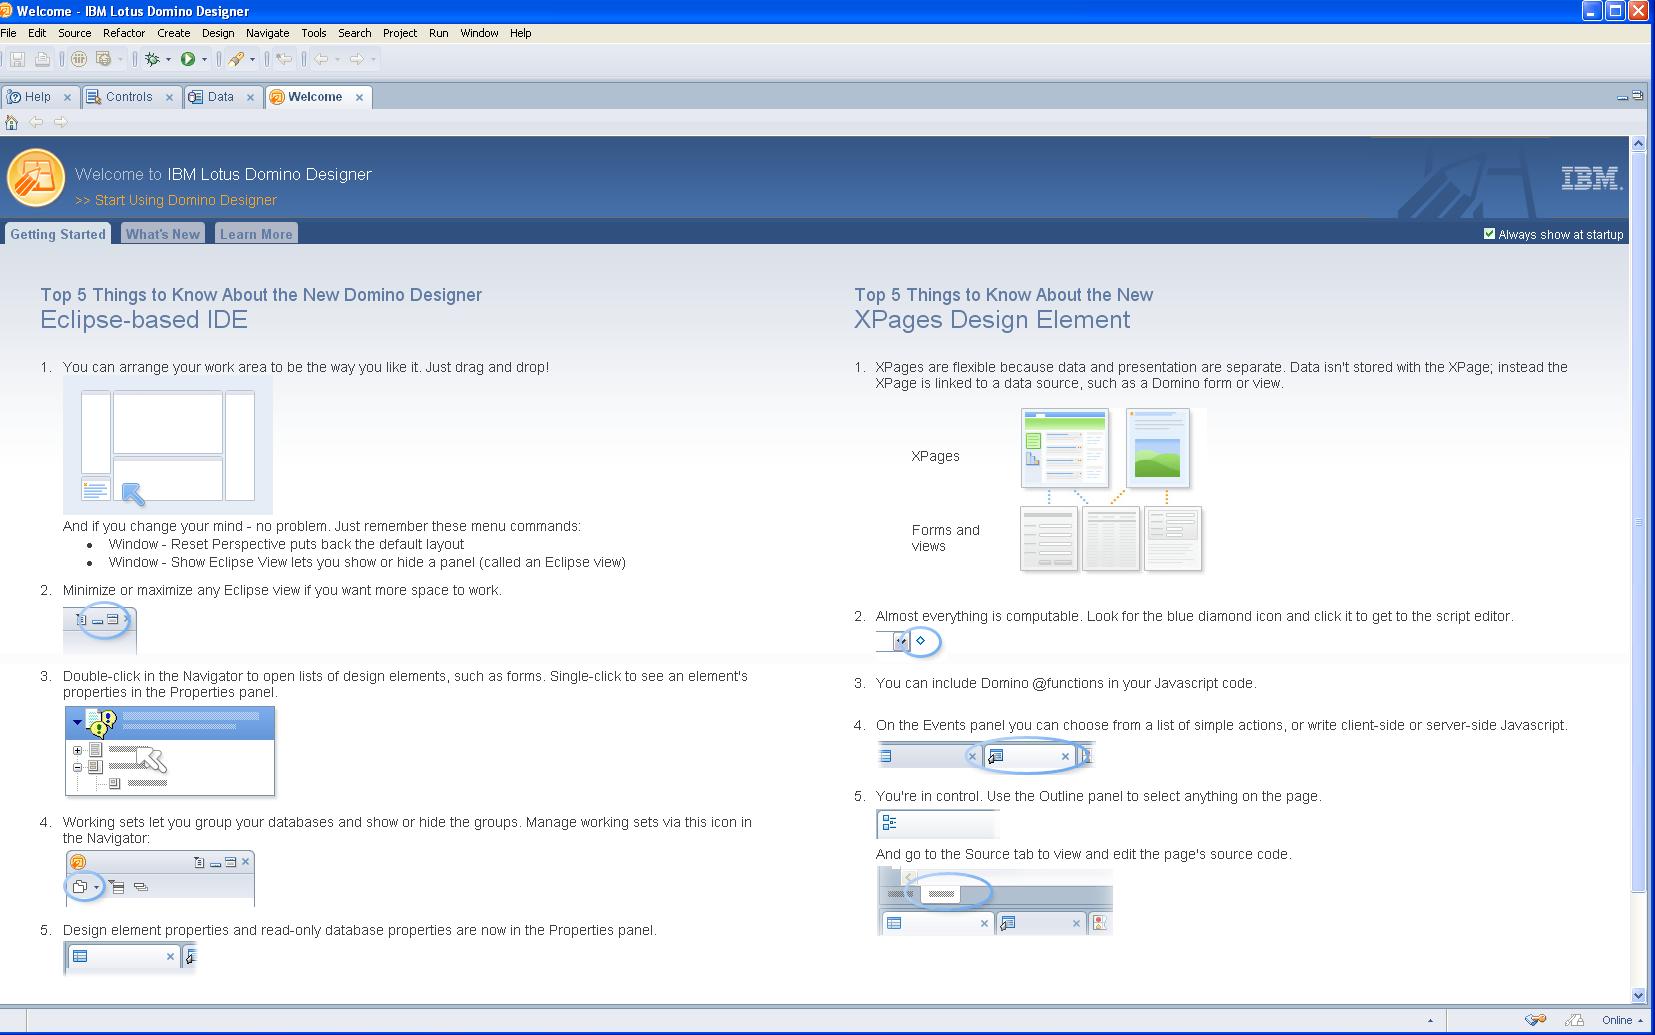 Welcome - IBM Lotus Domino Designer
File Edit Source Refactor Create Design Navigate Tools Search Project Run Window Help
Help Controls Data Welcome
Welcome to IBM Lotus Domino Designer
IBM.
>> Start Using Domino Designer
Getting Started What's New Learn More
Always show at startup
Top 5 Things to Know About the New Domino Designer
Eclipse-based IDE
1. You can arrange your work area to be the way you like it. Just drag and drop!
And if you change your mind - no problem. Just remember these menu commands:
• Window - Reset Perspective puts back the default layout
• Window - Show Eclipse View lets you show or hide a panel (called an Eclipse view)
2. Minimize or maximize any Eclipse view if you want more space to work.
3. Double-click in the Navigator to open lists of design elements, such as forms. Single-click to see an element's
properties in the Properties panel.
4. Working sets let you group your databases and show or hide the groups. Manage working sets via this icon in
the Navigator:
5. Design element properties and read-only database properties are now in the Properties panel.
Top 5 Things to Know About the New
XPages Design Element
1. XPages are flexible because data and presentation are separate. Data isn't stored with the XPage; instead the
XPage is linked to a data source, such as a Domino form or view.
XPages
Forms and
views
2. Almost everything is computable. Look for the blue diamond icon and click it to get to the script editor.
3. You can include Domino @functions in your Javascript code.
4. On the Events panel you can choose from a list of simple actions, or write client-side or server-side Javascript.
5. You're in control. Use the Outline panel to select anything on the page.
And go to the Source tab to view and edit the page's source code.
Online